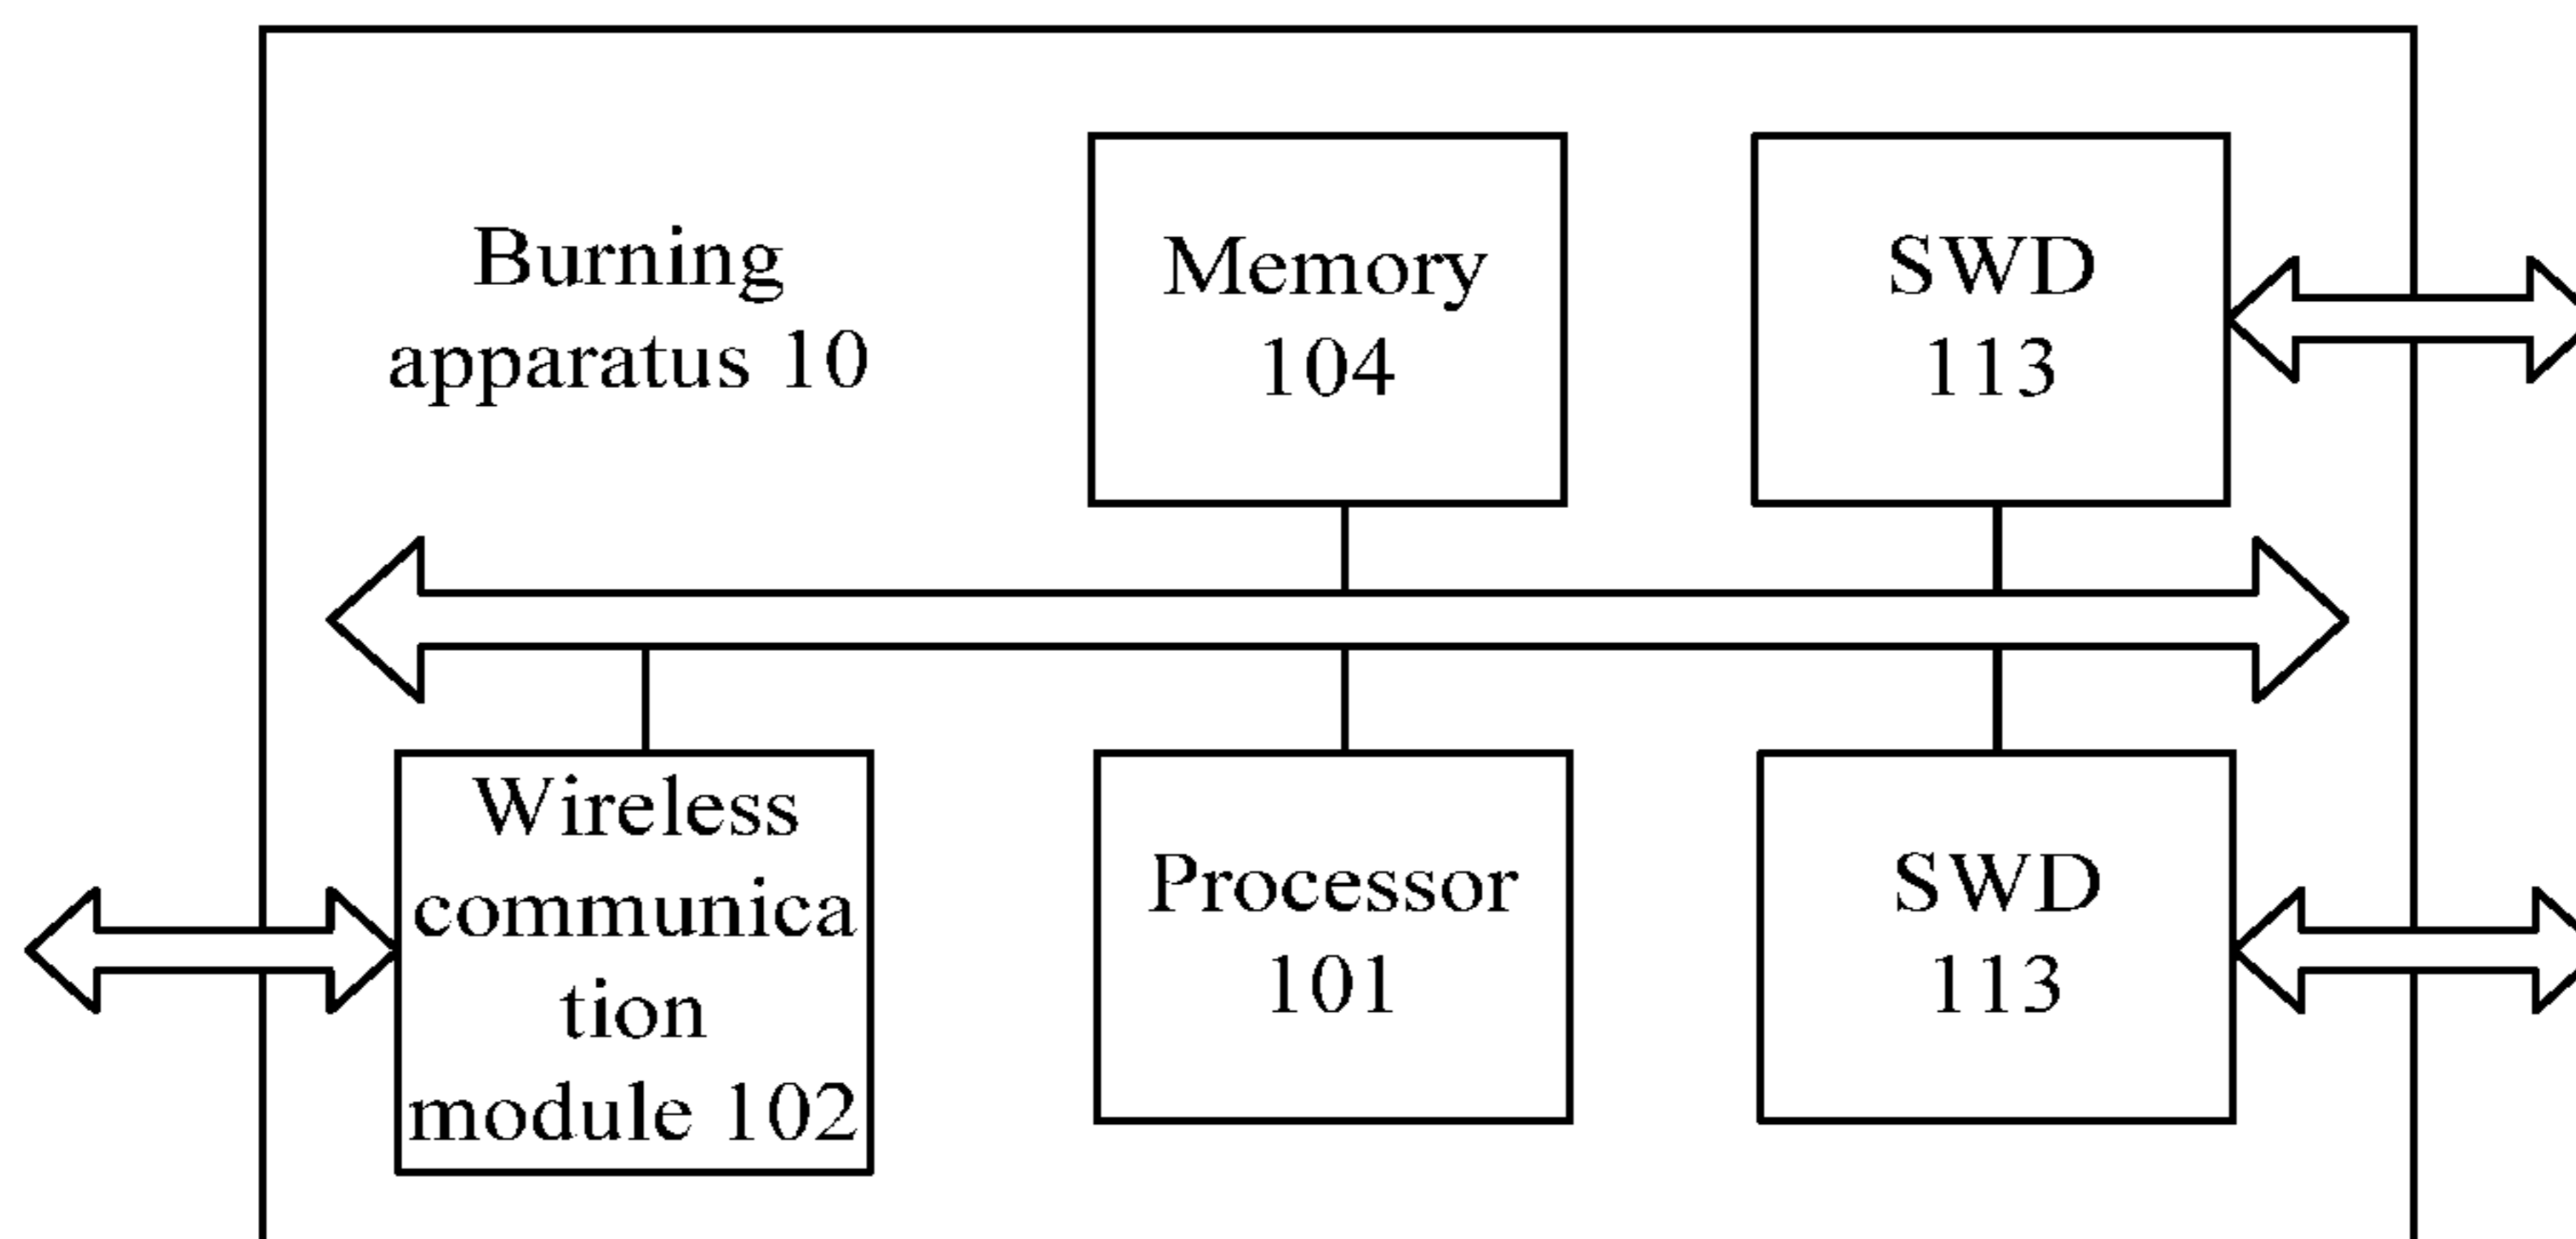 Burning
apparatus 10
Memory
104
SWD
113
Wireless
communica
tion
module 102
Processor
101
SWD
113